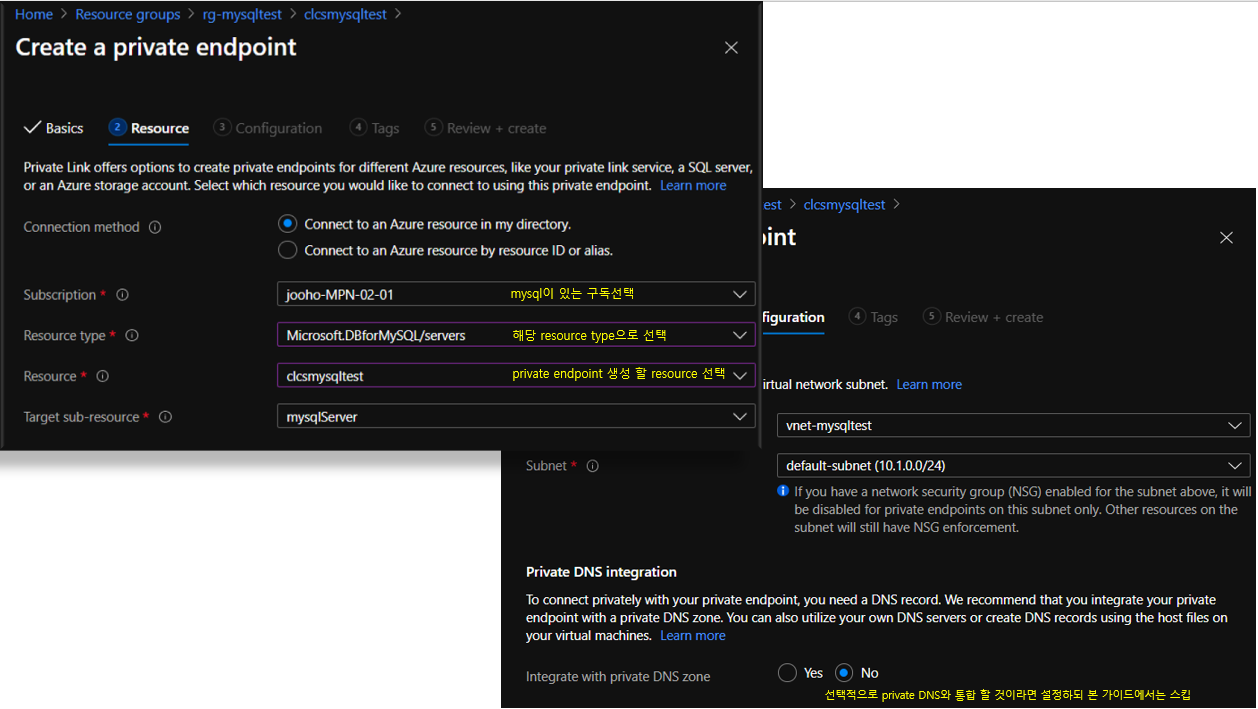 Home > Resource groups > rg-mysqltest > clcsmysqltest >
Create a private endpoint
Basics 2 Resource 3 Configuration 4 Tags 5 Review + create
Private Link offers options to create private endpoints for different Azure resources, like your private link service, a SQL server,
or an Azure storage account. Select which resource you would like to connect to using this private endpoint. Learn more
Connection method
Connect to an Azure resource in my directory.
Connect to an Azure resource by resource ID or alias.
Subscription * jooho-MPN-02-01 mysql이 있는 구독선택
Resource type * Microsoft.DBforMySQL/servers 해당 resource type으로 선택
Resource * clcsmysqltest private endpoint 생성 할 resource 선택
Target sub-resource * mysqlServer
est > clcsmysqltest >
oint
figuration 4 Tags 5 Review + create
irtual network subnet. Learn more
vnet-mysqltest
Subnet * default-subnet (10.1.0.0/24)
If you have a network security group (NSG) enabled for the subnet above, it will
be disabled for private endpoints on this subnet only. Other resources on the
subnet will still have NSG enforcement.
Private DNS integration
To connect privately with your private endpoint, you need a DNS record. We recommend that you integrate your private
endpoint with a private DNS zone. You can also utilize your own DNS servers or create DNS records using the host files on
your virtual machines. Learn more
Integrate with private DNS zone Yes No
선택적으로 private DNS와 통합 할 것이라면 설정하되 본 가이드에서는 스킵